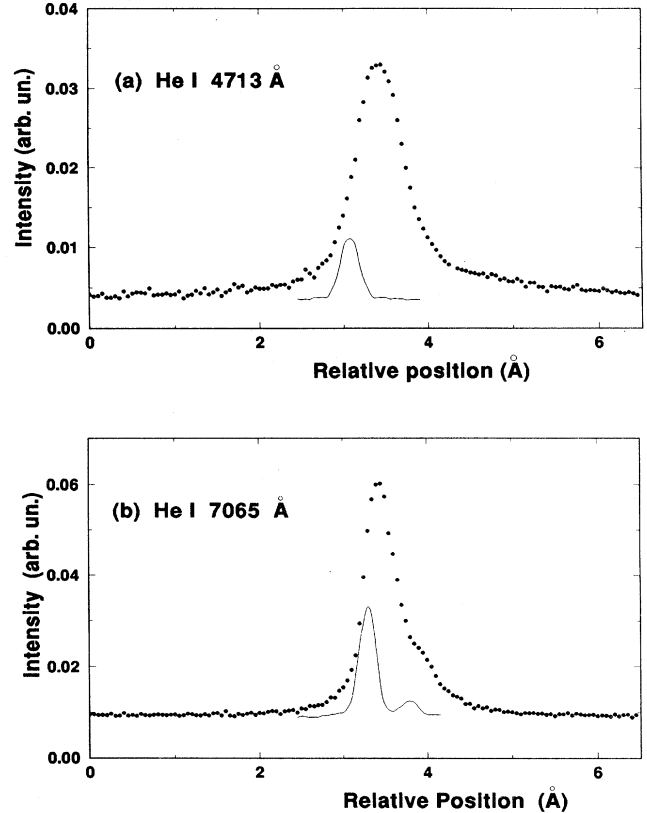 0.04
(a) He I 4713 Å
0.03
0.02
0.01
0.00
Intensity (arb. un.)
0 2 4 6
Relative position (Å)
(b) He I 7065 Å
0.06
0.04
0.02
0.00
Intensity (arb. un.)
0 2 4 6
Relative Position (Å)